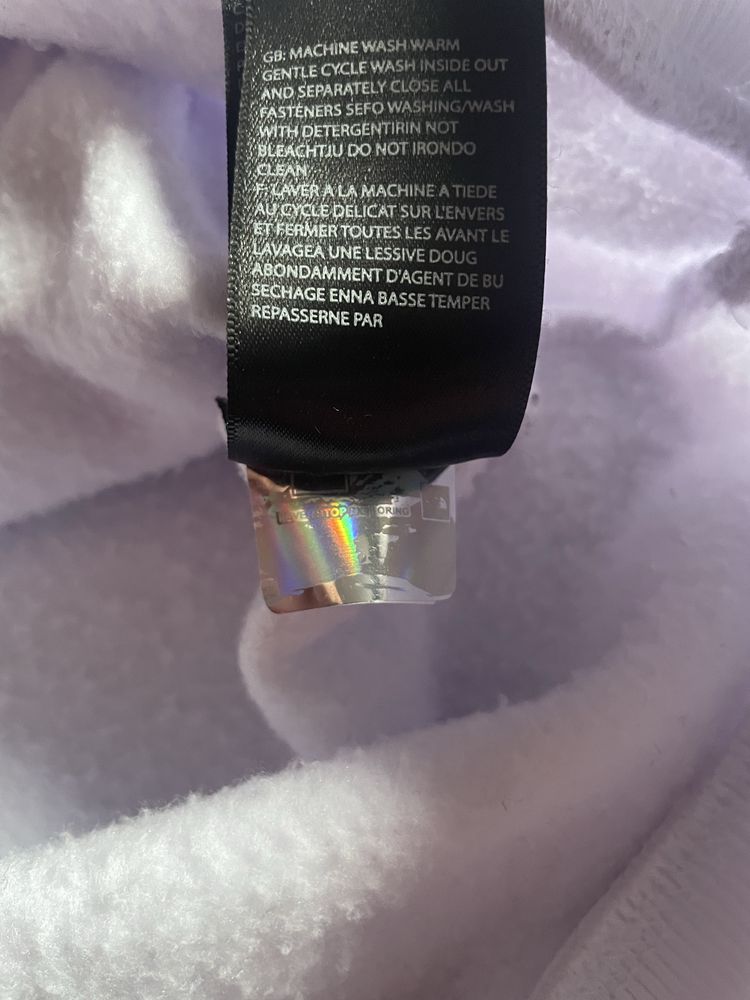 GB: MACHINE WASH WARM
GENTLE CYCLE WASH INSIDE OUT
AND SEPARATELY CLOSE ALL
FASTENERS SEFO WASHING/WASH
WITH DETERGENTIRIN NOT
BLEACHTJU DO NOT IRONDO
CLEAN
F: LAVER A LA MACHINE A TIEDE
AU CYCLE DELICAT SUR L'ENVERS
ET FERMER TOUTES LES AVANT LE
LAVAGEA UNE LESSIVE DOUG
ABONDAMMENT D'AGENT DE BU
SECHAGE ENNA BASSE TEMPER
REPASSERNE PAR